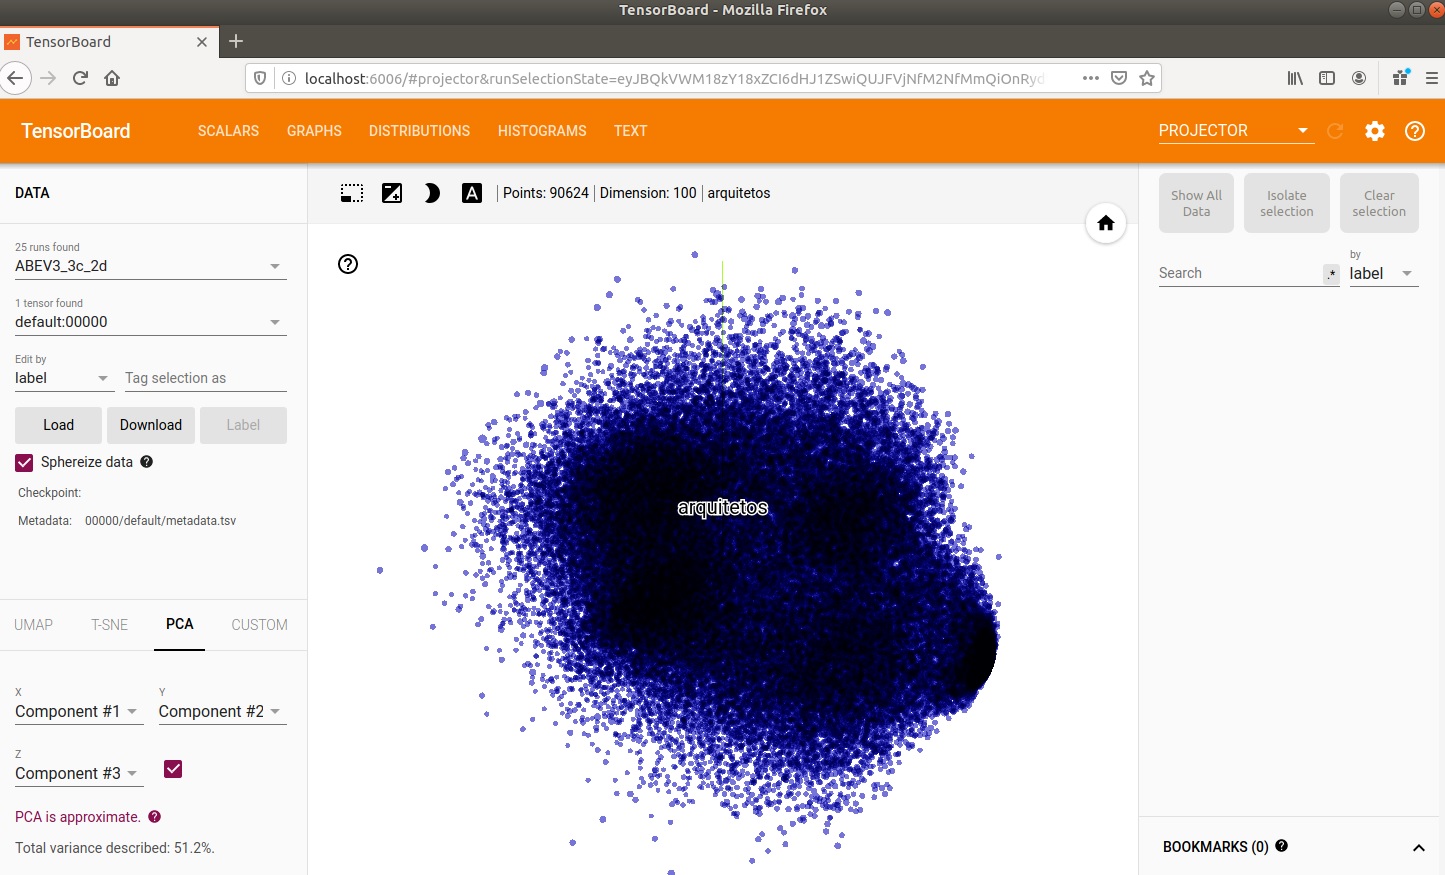 TensorBoard - Mozilla Firefox
TensorBoard
localhost:6006/#projector&runSelectionState=eyJBQkVWM18zY18xZCI6dHJ1ZSwiQUJFVjNfM2NfMmQiOnRyd
TensorBoard SCALARS GRAPHS DISTRIBUTIONS HISTOGRAMS TEXT PROJECTOR
DATA
Points: 90624 | Dimension: 100 | arquitetos
Show All Data
Isolate selection
Clear selection
25 runs found
ABEV3_3c_2d
1 tensor found
default:00000
Edit by
label
Tag selection as
Load Download Label
Sphereize data
Checkpoint:
Metadata: 00000/default/metadata.tsv
UMAP T-SNE PCA CUSTOM
X
Component #1
Y
Component #2
Z
Component #3
PCA is approximate.
Total variance described: 51.2%.
A
arquitetos
Search
.*
by
label
BOOKMARKS (0)